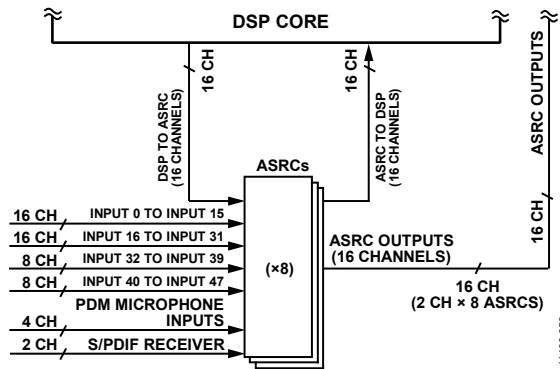 DSP CORE
16 CH
DSP TO ASRC
(16 CHANNELS)
16 CH
ASRC TO DSP
(16 CHANNELS)
ASRC OUTPUTS
16 CH
ASRCs
(×8)
16 CH INPUT 0 TO INPUT 15
16 CH INPUT 16 TO INPUT 31
8 CH INPUT 32 TO INPUT 39
8 CH INPUT 40 TO INPUT 47
PDM MICROPHONE
INPUTS
4 CH
2 CH S/PDIF RECEIVER
ASRC OUTPUTS
(16 CHANNELS)
16 CH
(2 CH × 8 ASRCS)